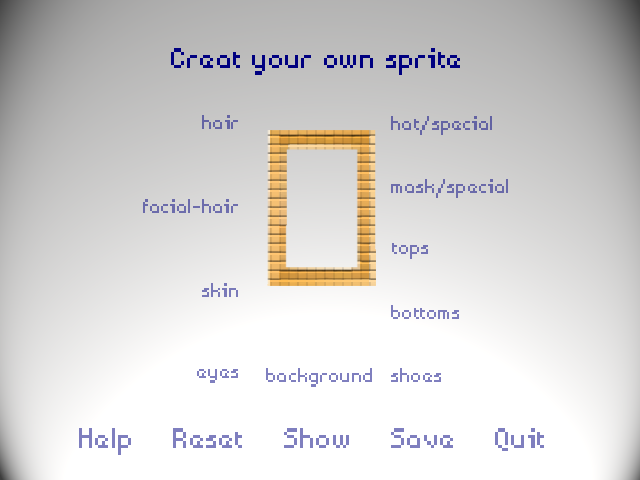 Creat your own sprite
hair
hat/special
mask/special
facial-hair
tops
skin
bottoms
eyes
background
shoes
Help Reset Show Save Quit